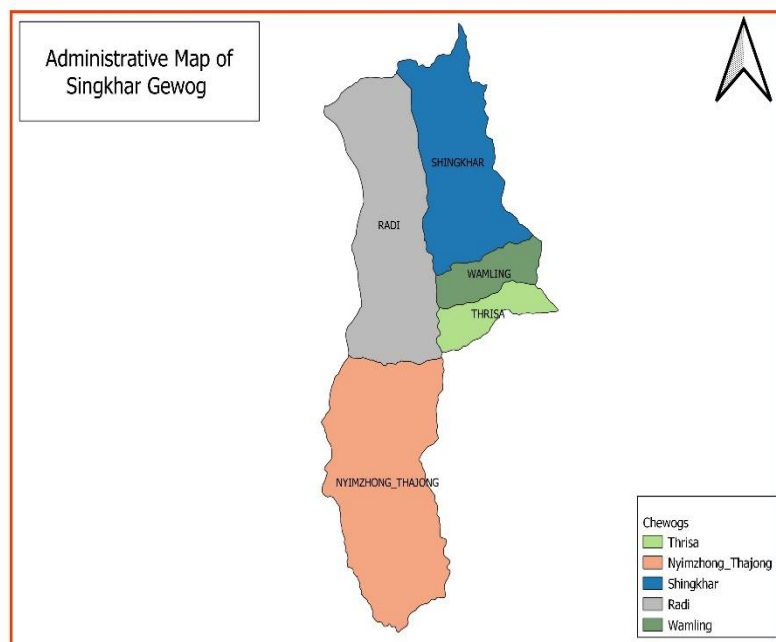 Administrative Map of
Singkhar Gewog
SHINGKHAR
RADI
WAMLING
THRISA
NYIMZHONG_THAJONG
Chewogs
Thrisa
Nyimzhong_Thajong
Shingkhar
Radi
Wamling